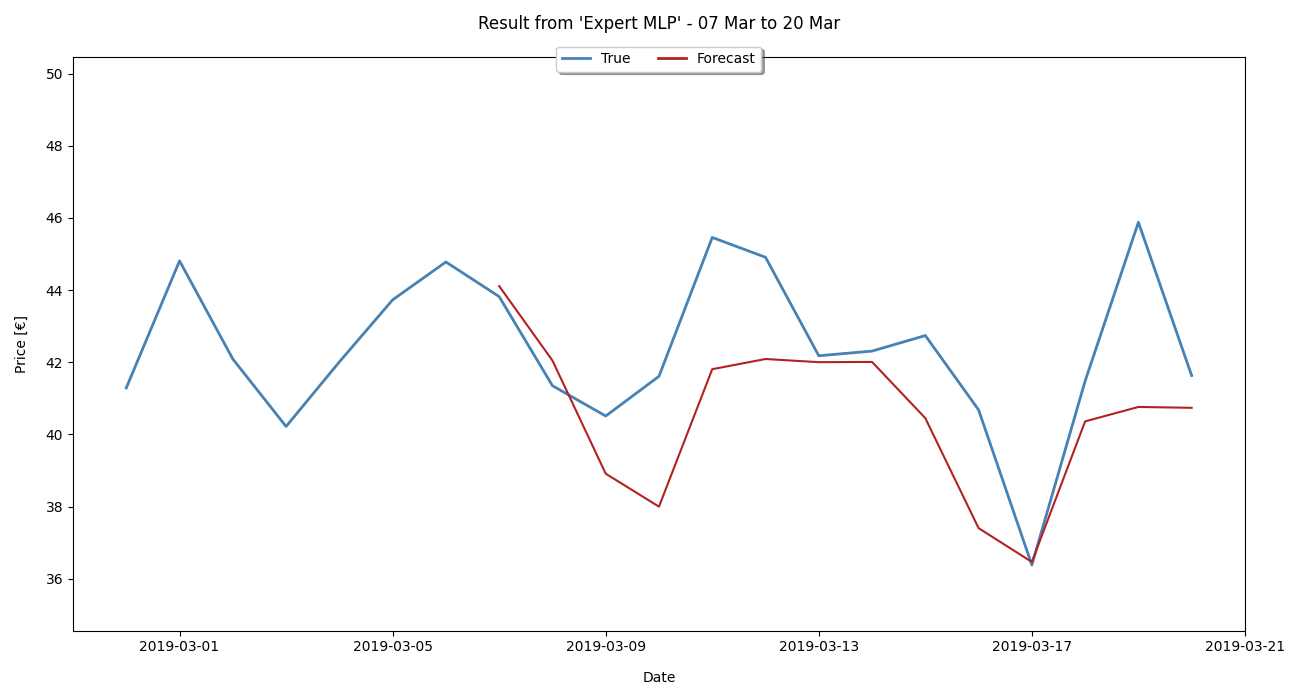 Result from 'Expert MLP' - 07 Mar to 20 Mar
True Forecast
50
48
46
44
42
40
38
36
Price [€]
2019-03-01 2019-03-05 2019-03-09 2019-03-13 2019-03-17 2019-03-21
Date